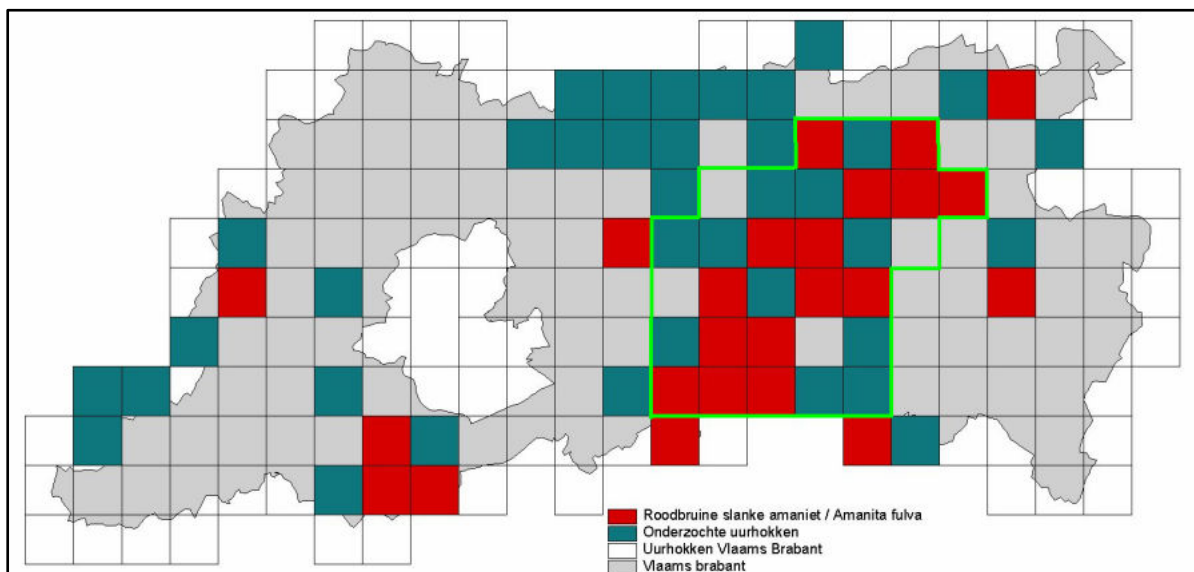 Roodbruine slanke amaniet / Amanita fulva
Onderzochte uurhokken
Uurhokken Vlaams Brabant
Vlaams brabant